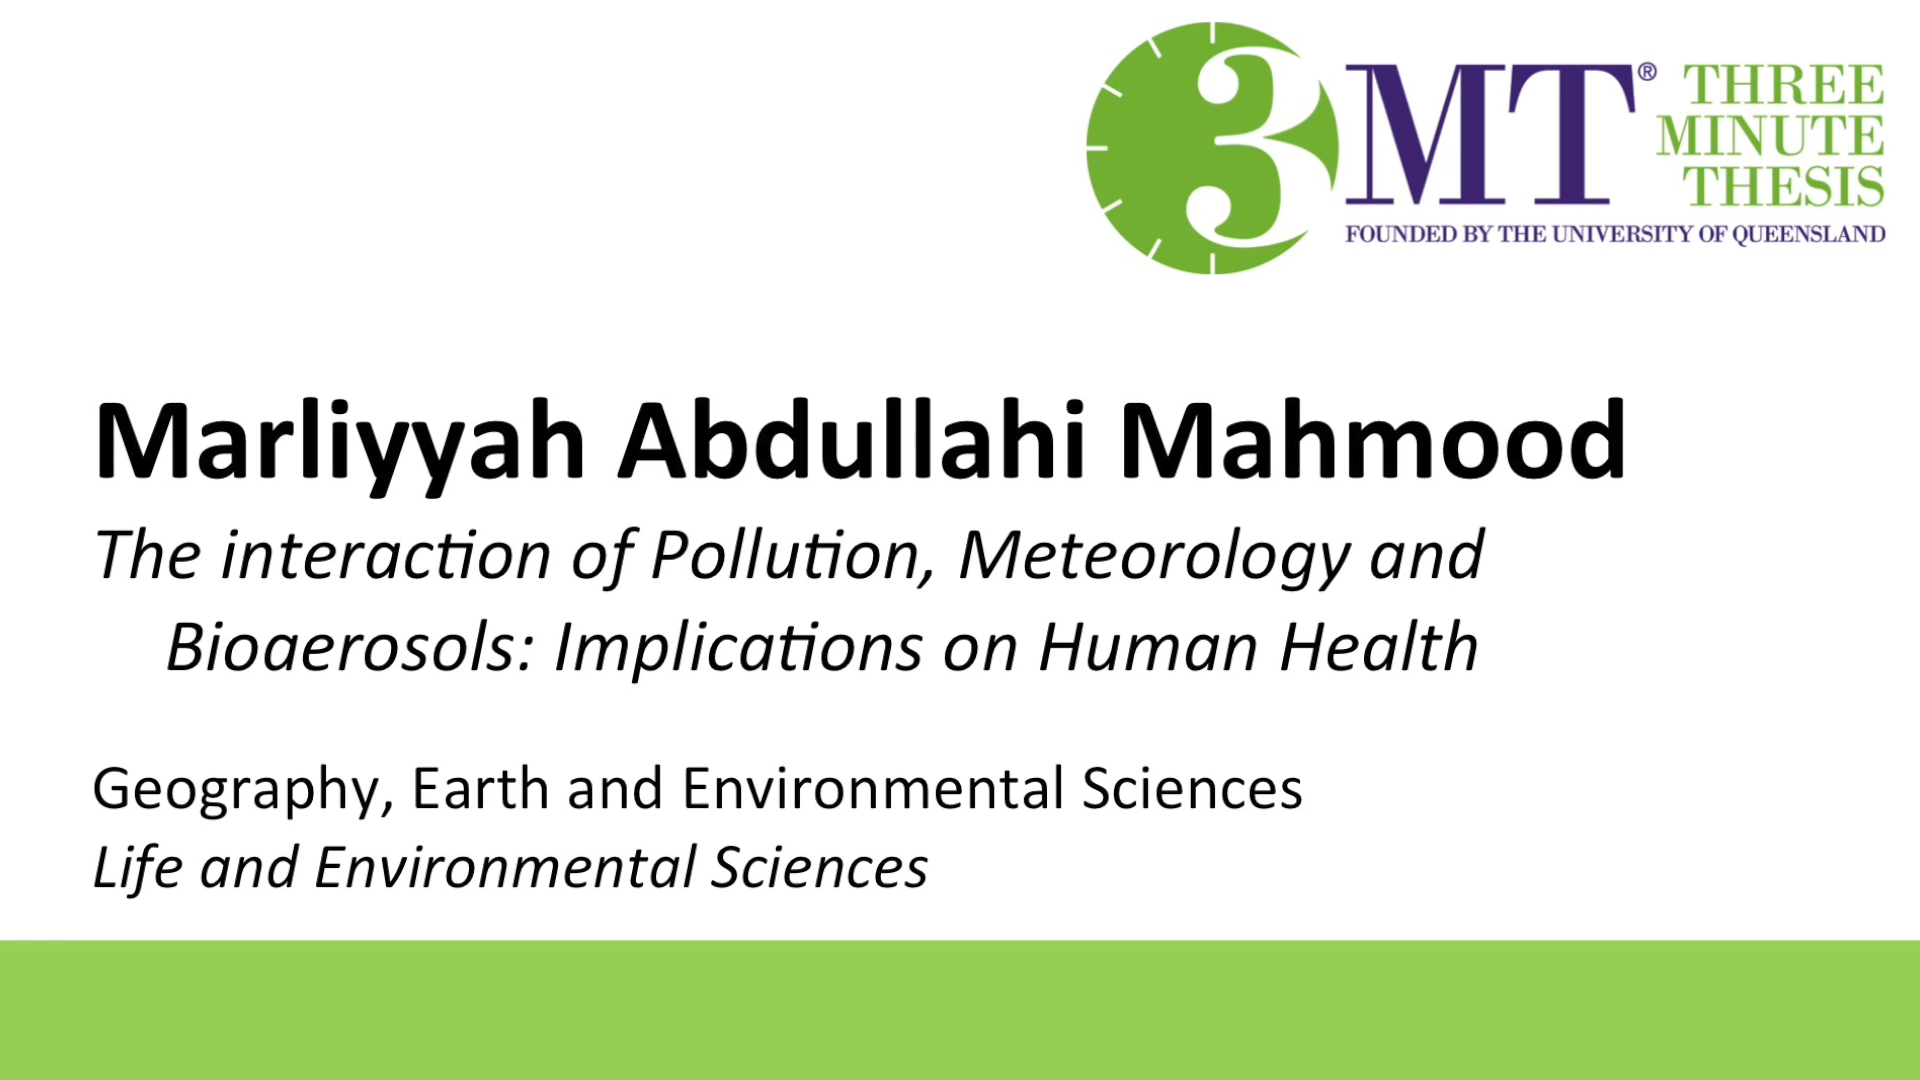 3MT®
THREE
MINUTE
THESIS
FOUNDED BY THE UNIVERSITY OF QUEENSLAND
Marliyyah Abdullahi Mahmood
The interaction of Pollution, Meteorology and
Bioaerosols: Implications on Human Health
Geography, Earth and Environmental Sciences
Life and Environmental Sciences